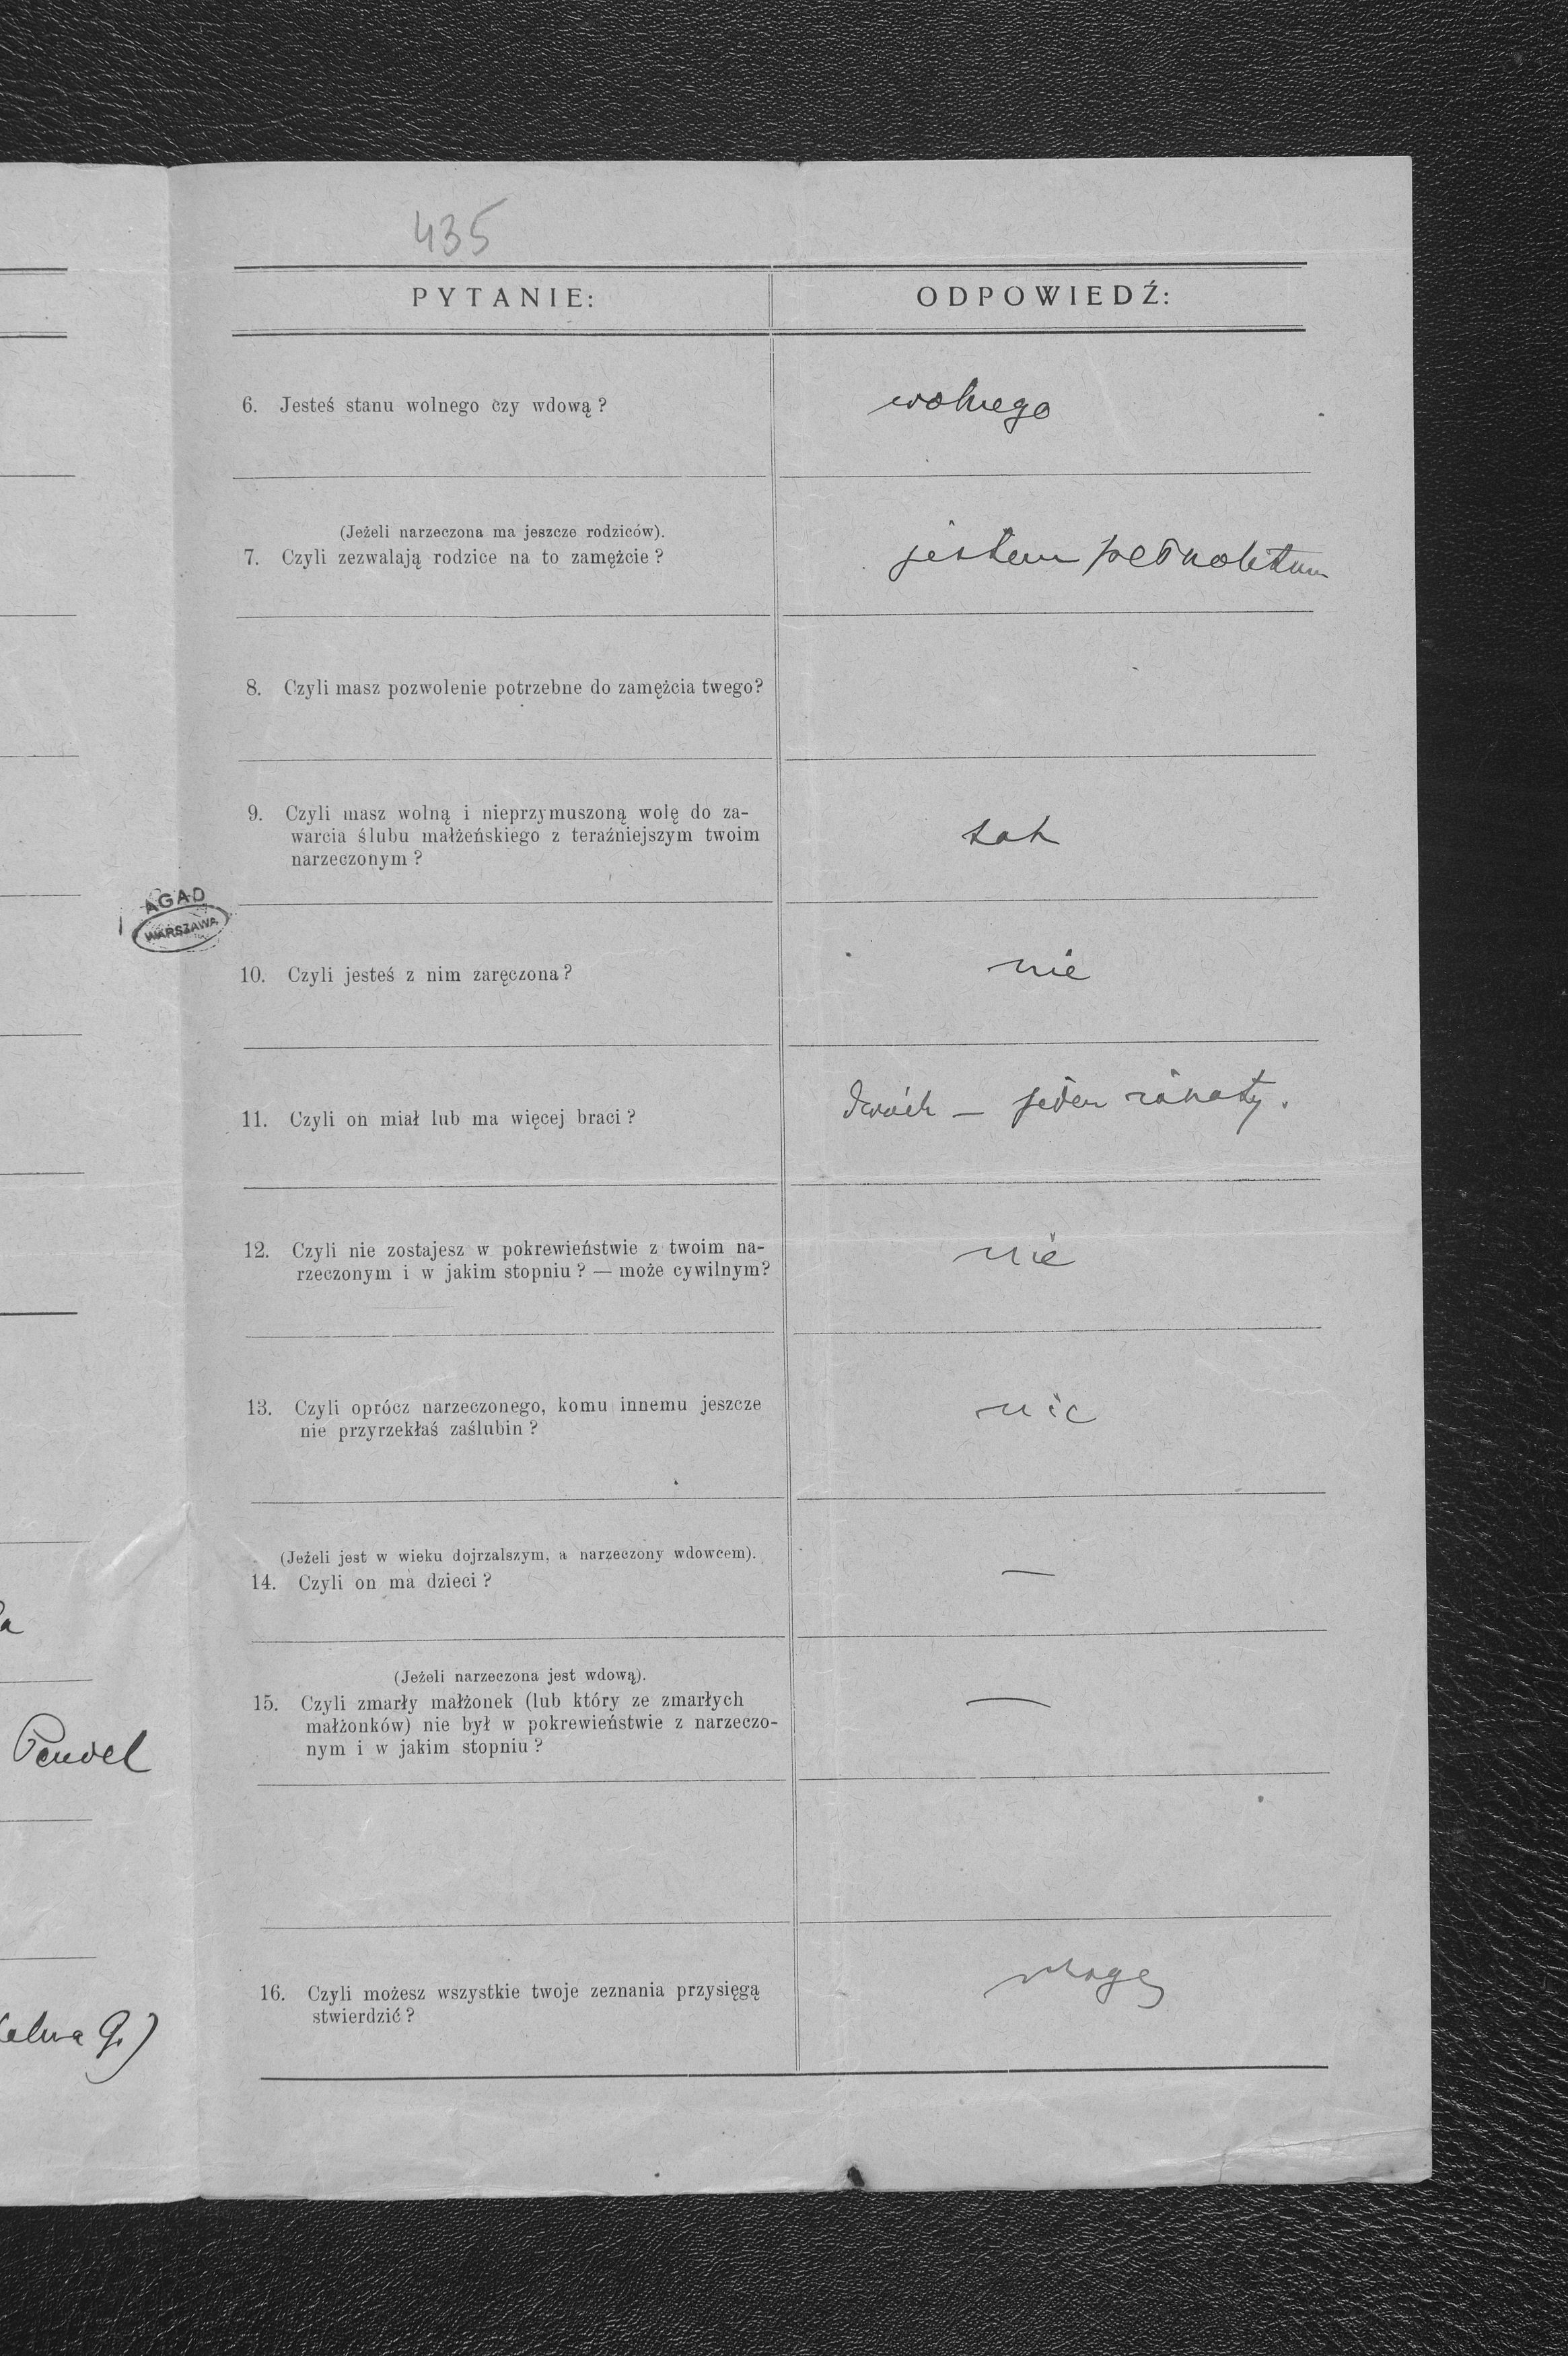 435
PYTANIE:
ODPOWIEDŹ:
6. Jesteś stanu wolnego czy wdową?
wolnego
(Jeżeli narzeczona ma jeszcze rodziców).
7. Czyli zezwalają rodzice na to zamężcie?
jestem
8. Czyli masz pozwolenie potrzebne do zamężcia twego?
9. Czyli masz wolną i nieprzymuszoną wolę do za-
warcia ślubu małżeńskiego z teraźniejszym twoim
narzeczonym?
tak
AGAD
WARSZAWA
10. Czyli jesteś z nim zaręczona?
nie
11. Czyli on miał lub ma więcej braci?
dwóch — jeden żonaty.
12. Czyli nie zostajesz w pokrewieństwie z twoim na-
rzeczonym i w jakim stopniu? — może cywilnym?
nie
13. Czyli oprócz narzeczonego, komu innemu jeszcze
nie przyrzekłaś zaślubin?
nie
(Jeżeli jest w wieku dojrzalszym, a narzeczony wdowcem).
14. Czyli on ma dzieci?
—
(Jeżeli narzeczona jest wdową).
15. Czyli zmarły małżonek (lub który ze zmarłych
małżonków) nie był w pokrewieństwie z narzeczo-
nym i w jakim stopniu?
—
Pendel
16. Czyli możesz wszystkie twoje zeznania przysięgą
stwierdzić?
mogę